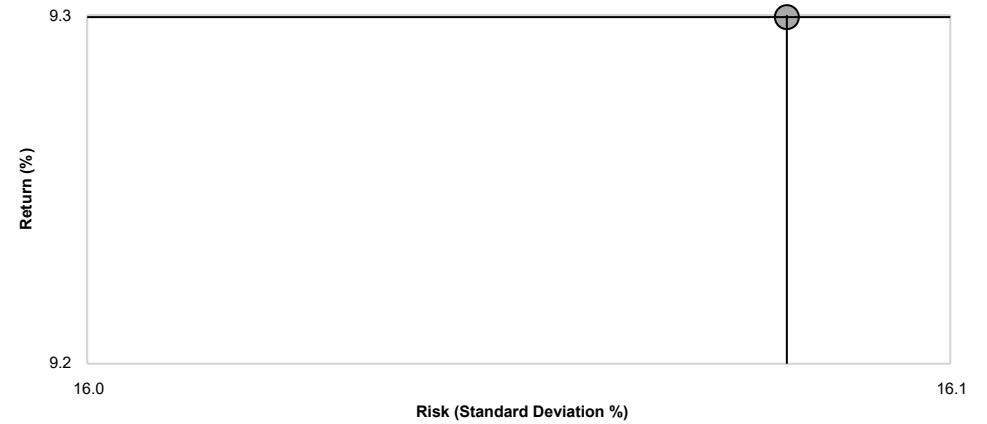 9.3
Return (%)
9.2
16.0
16.1
Risk (Standard Deviation %)